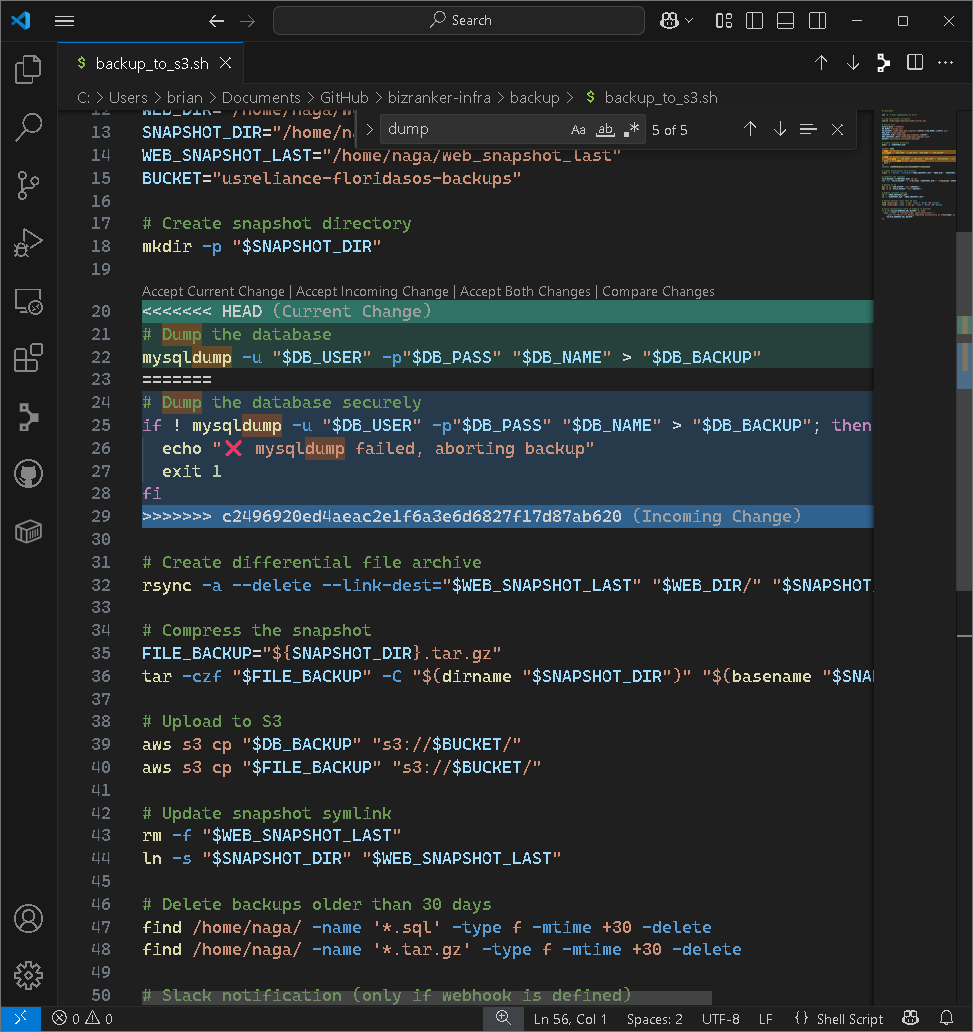 Search
backup_to_s3.sh
C: > Users > brian > Documents > GitHub > bizranker-infra > backup > $ backup_to_s3.sh
dump Aa ab .* 5 of 5
13 SNAPSHOT_DIR="/home/n
14 WEB_SNAPSHOT_LAST="/home/naga/web_snapshot_last"
15 BUCKET="usreliance-floridasos-backups"
16
17 # Create snapshot directory
18 mkdir -p "$SNAPSHOT_DIR"
19
Accept Current Change | Accept Incoming Change | Accept Both Changes | Compare Changes
20 <<<<<<< HEAD (Current Change)
21 # Dump the database
22 mysqldump -u "$DB_USER" -p"$DB_PASS" "$DB_NAME" > "$DB_BACKUP"
23 =======
24 # Dump the database securely
25 if ! mysqldump -u "$DB_USER" -p"$DB_PASS" "$DB_NAME" > "$DB_BACKUP"; then
26 echo "❌ mysqldump failed, aborting backup"
27 exit 1
28 fi
29 >>>>>>> c2496920ed4aeac2e1f6a3e6d6827f17d87ab620 (Incoming Change)
30
31 # Create differential file archive
32 rsync -a --delete --link-dest="$WEB_SNAPSHOT_LAST" "$WEB_DIR/" "$SNAPSHOT
33
34 # Compress the snapshot
35 FILE_BACKUP="${SNAPSHOT_DIR}.tar.gz"
36 tar -czf "$FILE_BACKUP" -C "$(dirname "$SNAPSHOT_DIR")" "$(basename "$SNA
37
38 # Upload to S3
39 aws s3 cp "$DB_BACKUP" "s3://$BUCKET/"
40 aws s3 cp "$FILE_BACKUP" "s3://$BUCKET/"
41
42 # Update snapshot symlink
43 rm -f "$WEB_SNAPSHOT_LAST"
44 ln -s "$SNAPSHOT_DIR" "$WEB_SNAPSHOT_LAST"
45
46 # Delete backups older than 30 days
47 find /home/naga/ -name '*.sql' -type f -mtime +30 -delete
48 find /home/naga/ -name '*.tar.gz' -type f -mtime +30 -delete
49
50 # Slack notification (only if webhook is defined)
0 0 Ln 56, Col 1 Spaces: 2 UTF-8 LF {} Shell Script